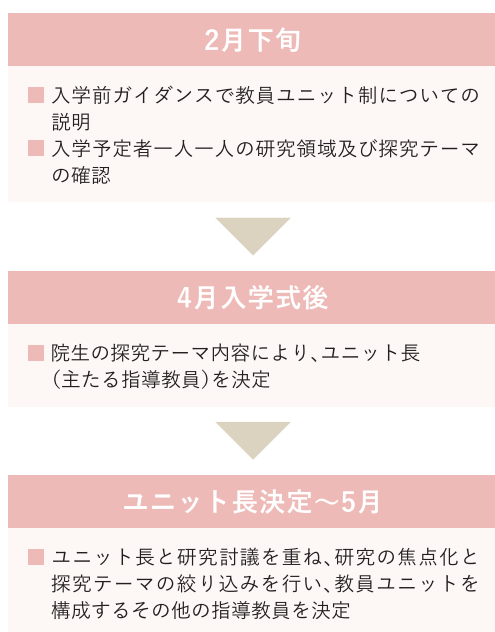 2月下旬
入学前ガイダンスで教員ユニット制についての
説明
入学予定者一人一人の研究領域及び探究テーマ
の確認
4月入学式後
院生の探究テーマ内容により、ユニット長
（主たる指導教員）を決定
ユニット長決定～5月
ユニット長と研究討議を重ね、研究の焦点化と
探究テーマの絞り込みを行い、教員ユニットを
構成するその他の指導教員を決定